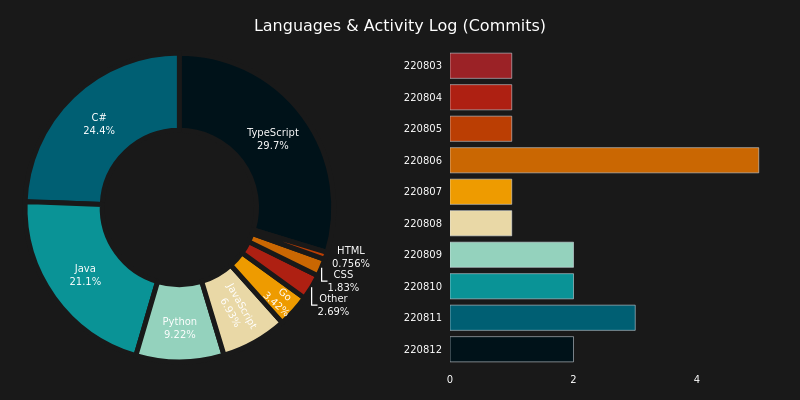 Languages & Activity Log (Commits)
TypeScript
29.7%
C#
24.4%
Java
21.1%
Python
9.22%
JavaScript
6.93%
Go
3.42%
Other
2.69%
CSS
1.83%
HTML
0.756%
220803
220804
220805
220806
220807
220808
220809
220810
220811
220812
0
2
4